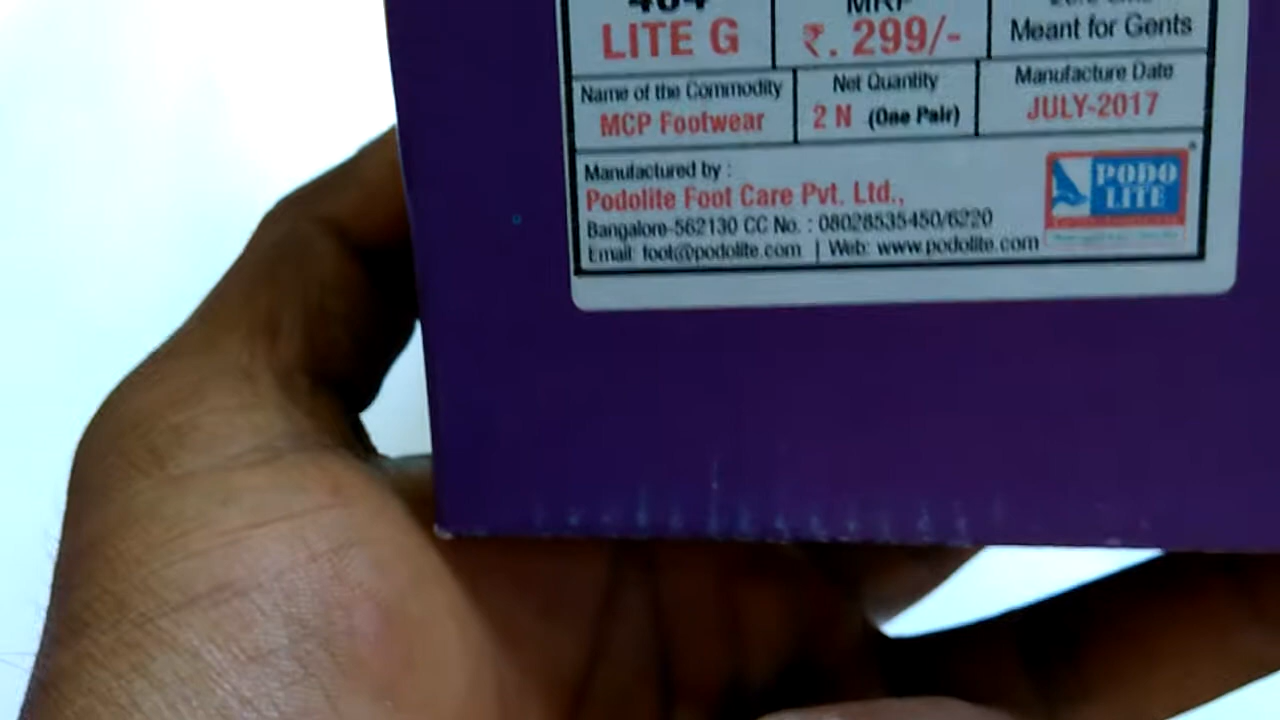 LITE G
MRP
₹. 299/-
Meant for Gents
Name of the Commodity
MCP Footwear
Net Quantity
2 N (One Pair)
Manufacture Date
JULY-2017
Manufactured by :
Podolite Foot Care Pvt. Ltd.,
Bangalore-562130 CC No. : 08028535450/6220
Email: foot@podolite.com | Web: www.podolite.com
PODO
LITE